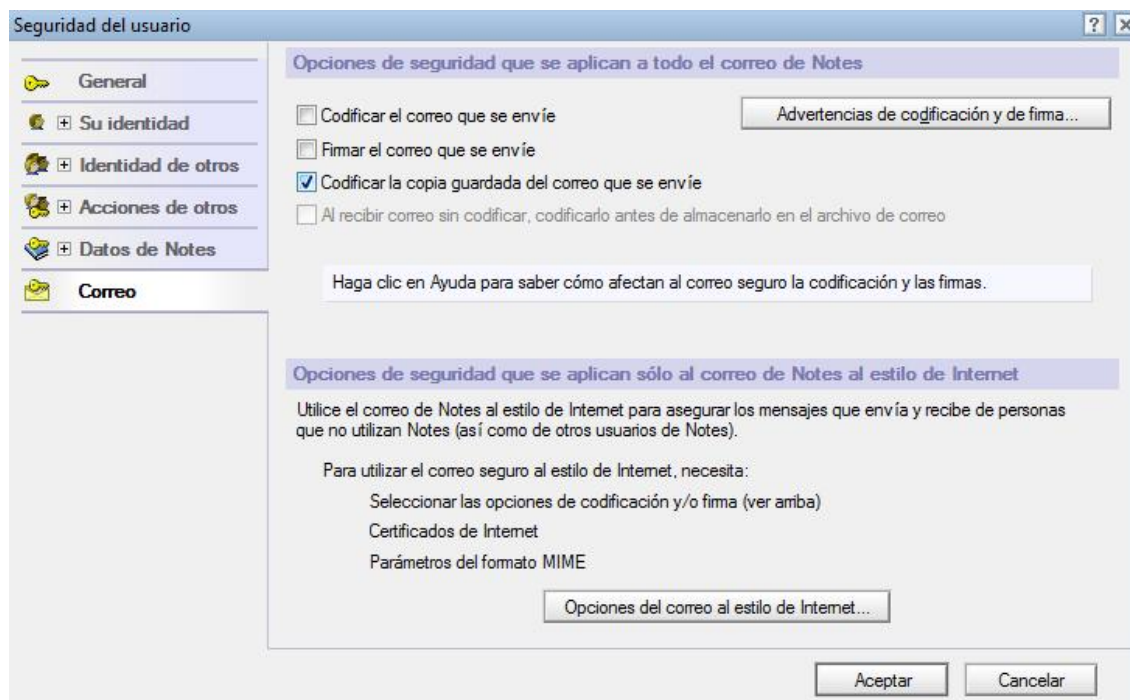 Seguridad del usuario
General
Su identidad
Identidad de otros
Acciones de otros
Datos de Notes
Correo
Opciones de seguridad que se aplican a todo el correo de Notes
Codificar el correo que se envíe
Advertencias de codificación y de firma...
Firmar el correo que se envíe
Codificar la copia guardada del correo que se envíe
Al recibir correo sin codificar, codificarlo antes de almacenarlo en el archivo de correo
Haga clic en Ayuda para saber cómo afectan al correo seguro la codificación y las firmas.
Opciones de seguridad que se aplican sólo al correo de Notes al estilo de Internet
Utilice el correo de Notes al estilo de Internet para asegurar los mensajes que envía y recibe de personas
que no utilizan Notes (así como de otros usuarios de Notes).
Para utilizar el correo seguro al estilo de Internet, necesita:
Seleccionar las opciones de codificación y/o firma (ver arriba)
Certificados de Internet
Parámetros del formato MIME
Opciones del correo al estilo de Internet...
Aceptar
Cancelar